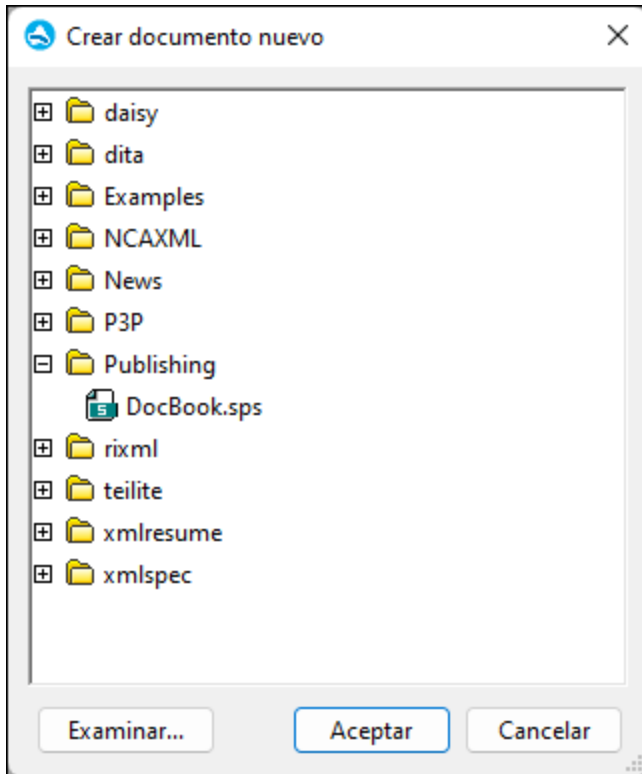 Crear documento nuevo
daisy
dita
Examples
NCAXML
News
P3P
Publishing
S DocBook.sps
rixml
teilite
xmlresume
xmlspec
Examinar... Aceptar Cancelar